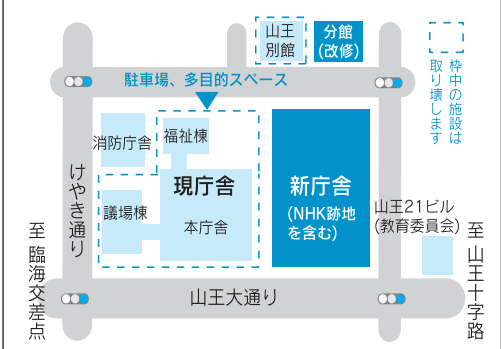 山王
別館
分館
(改修)
枠中の施設は
取り壊します
駐車場、多目的スペース
消防庁舎
福祉棟
けやき通り
現庁舎
議場棟
本庁舎
新庁舎
(NHK跡地
を含む)
山王21ビル
(教育委員会)
至 臨海交差点
至 山王十字路
山王大通り